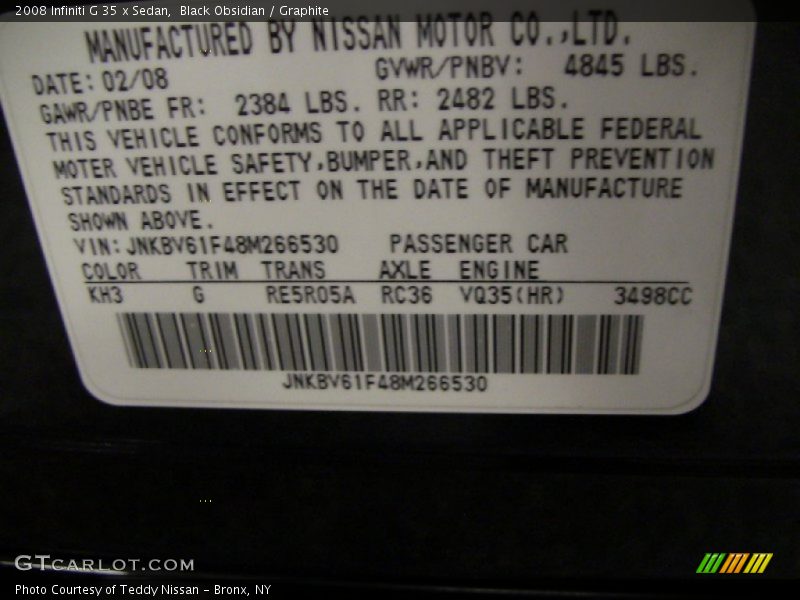 2008 Infiniti G 35 x Sedan, Black Obsidian / Graphite
MANUFACTURED BY NISSAN MOTOR CO.,LTD.
DATE: 02/08 GVWR/PNBV: 4845 LBS.
GAWR/PNBE FR: 2384 LBS. RR: 2482 LBS.
THIS VEHICLE CONFORMS TO ALL APPLICABLE FEDERAL
MOTER VEHICLE SAFETY,BUMPER,AND THEFT PREVENTION
STANDARDS IN EFFECT ON THE DATE OF MANUFACTURE
SHOWN ABOVE.
VIN: JNKBV61F48M266530 PASSENGER CAR
COLOR TRIM TRANS AXLE ENGINE
KH3 G RE5R05A RC36 VQ35(HR) 3498CC
JNKBV61F48M266530
GTCARLOT.COM
Photo Courtesy of Teddy Nissan - Bronx, NY